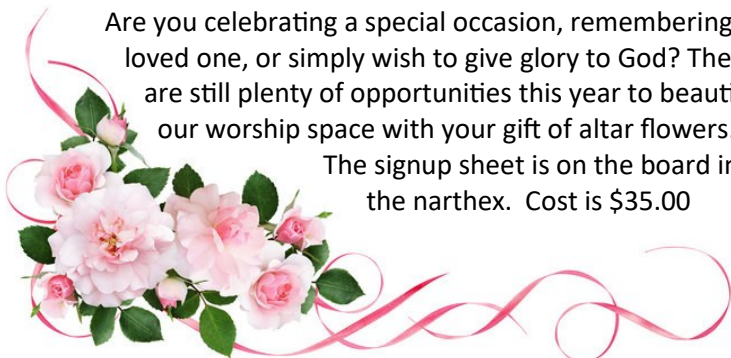 Are you celebrating a special occasion, remembering
loved one, or simply wish to give glory to God? The
are still plenty of opportunities this year to beauti
our worship space with your gift of altar flowers.
The signup sheet is on the board in
the narthex.  Cost is $35.00